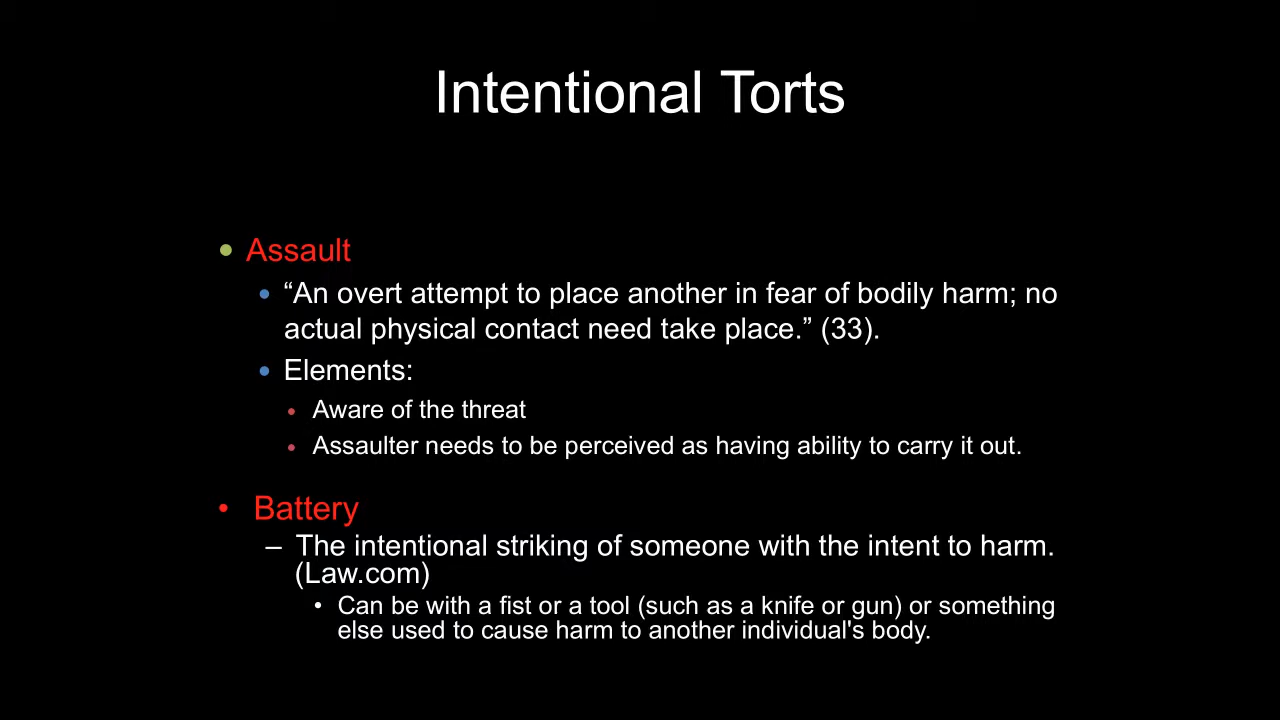 Intentional Torts
• Assault
• “An overt attempt to place another in fear of bodily harm; no
actual physical contact need take place.” (33).
• Elements:
• Aware of the threat
• Assaulter needs to be perceived as having ability to carry it out.
• Battery
– The intentional striking of someone with the intent to harm.
(Law.com)
• Can be with a fist or a tool (such as a knife or gun) or something
else used to cause harm to another individual's body.